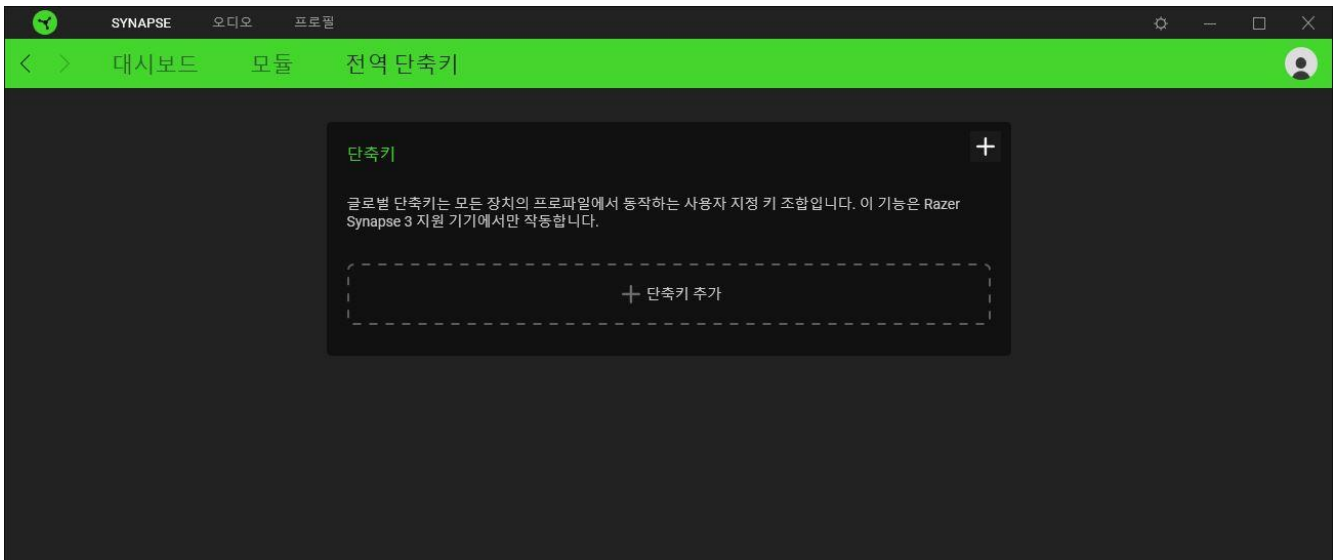 SYNAPSE 오디오 프로필
대시보드 모듈 전역 단축키
단축키
글로벌 단축키는 모든 장치의 프로파일에서 동작하는 사용자 지정 키 조합입니다. 이 기능은 Razer
Synapse 3 지원 기기에서만 작동합니다.
단축키 추가